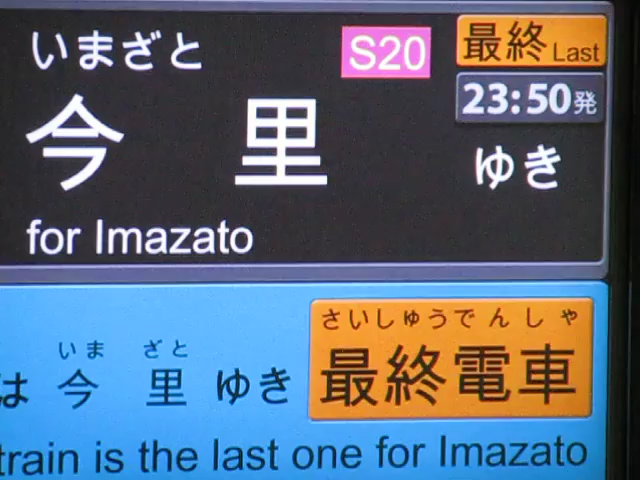 いまざと S20 最終 Last
23:50発
今里 ゆき
for Imazato
いま ざと さいしゅうでんしゃ
は 今 里 ゆき 最終電車
train is the last one for Imazato